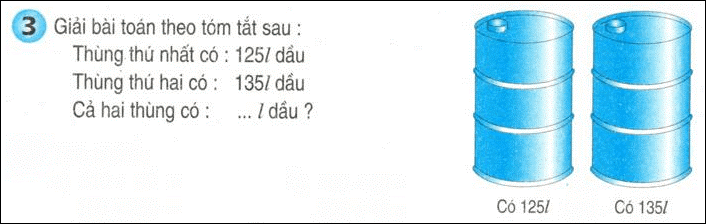 3 Giải bài toán theo tóm tắt sau :
Thùng thứ nhất có : 125l dầu
Thùng thứ hai có : 135l dầu
Cả hai thùng có : ... l dầu ?
Có 125l Có 135l